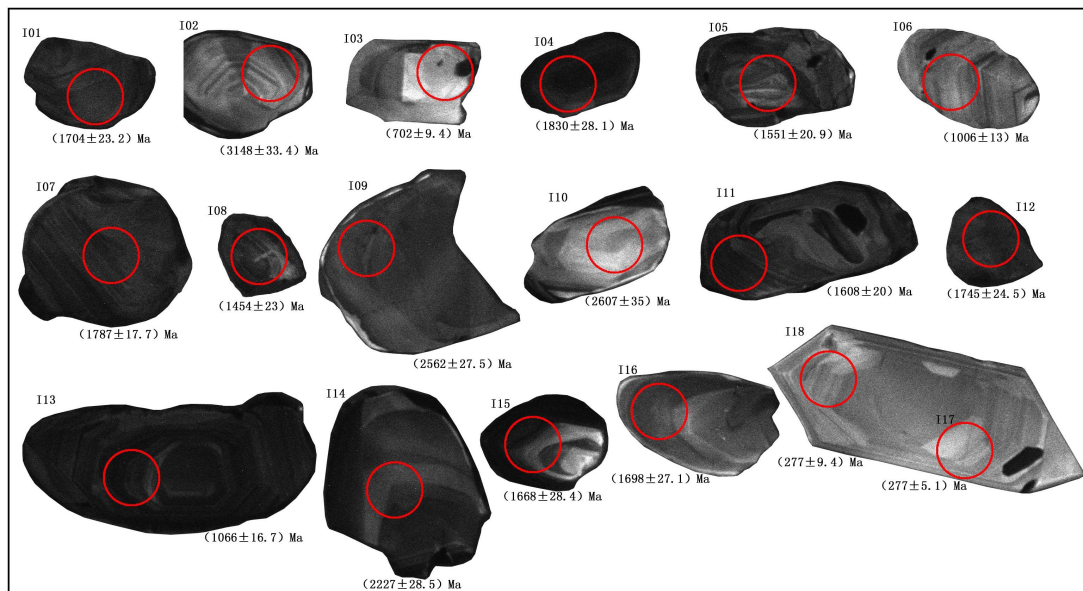 I01
(1704±23.2) Ma
I02
(3148±33.4) Ma
I03
(702±9.4) Ma
I04
(1830±28.1) Ma
I05
(1551±20.9) Ma
I06
(1006±13) Ma
I07
(1787±17.7) Ma
I08
(1454±23) Ma
I09
(2562±27.5) Ma
I10
(2607±35) Ma
I11
(1608±20) Ma
I12
(1745±24.5) Ma
I13
(1066±16.7) Ma
I14
(2227±28.5) Ma
I15
(1668±28.4) Ma
I16
(1698±27.1) Ma
I18
(277±9.4) Ma
I17
(277±5.1) Ma